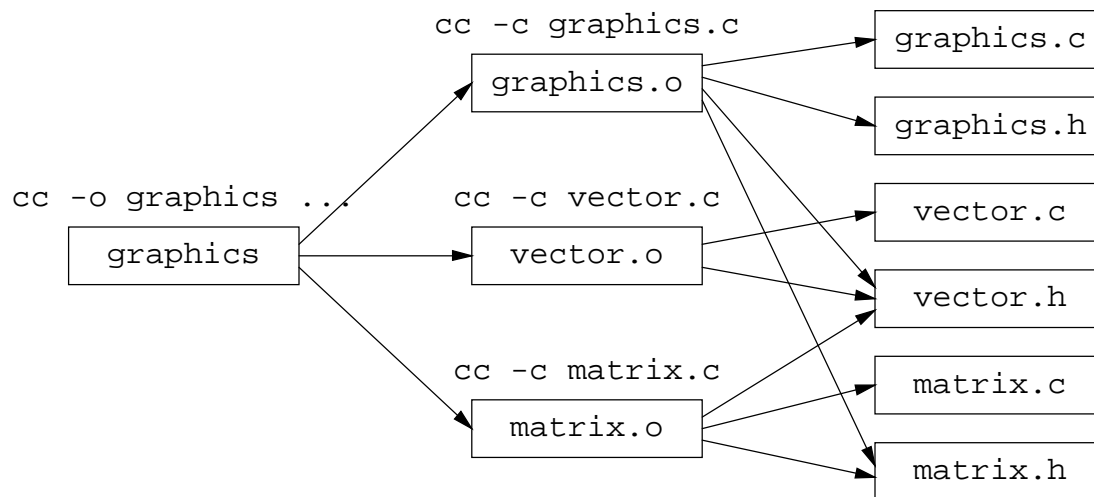 cc -c graphics.c
graphics.o
graphics.c
graphics.h
cc -o graphics ...
graphics
cc -c vector.c
vector.o
vector.c
vector.h
cc -c matrix.c
matrix.o
matrix.c
matrix.h